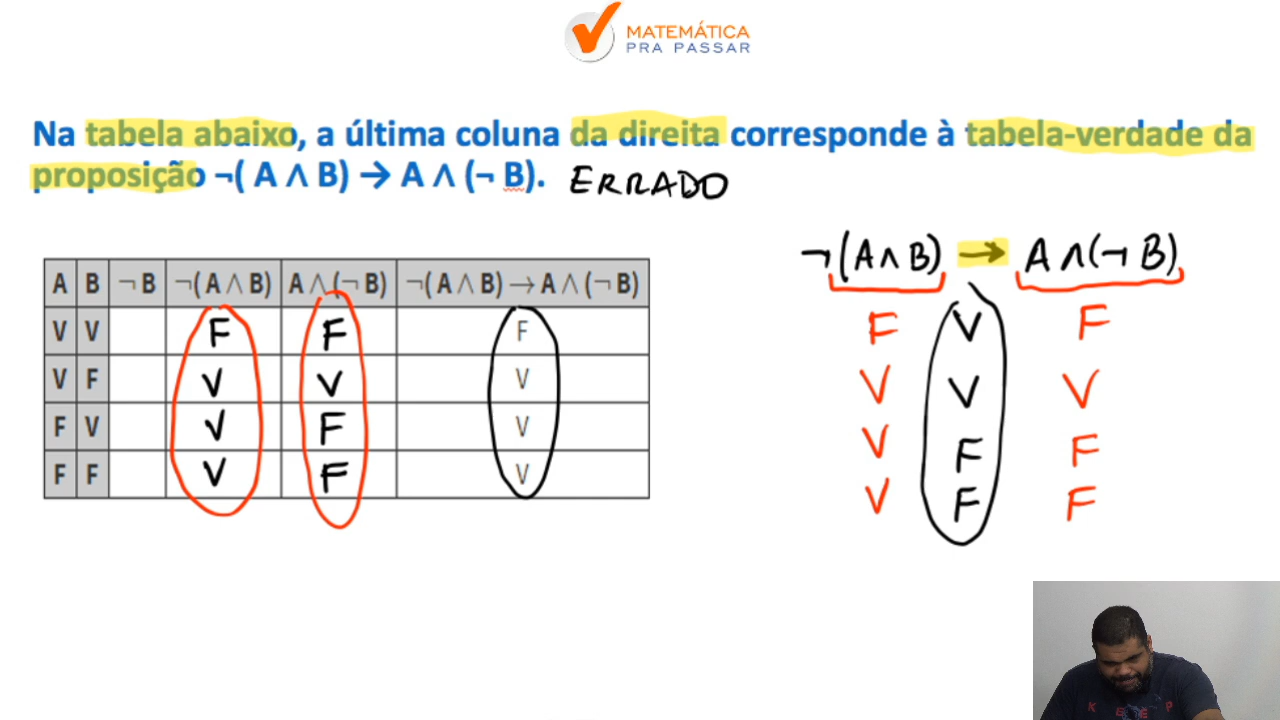 MATEMÁTICA
PRA PASSAR
Na tabela abaixo, a última coluna da direita corresponde à tabela-verdade da
proposição ¬( A ∧ B) → A ∧ (¬ B). ERRADO
A B ¬ B ¬( A ∧ B) A ∧ (¬ B) ¬( A ∧ B) → A ∧ (¬ B)
V V F F F
V F V V V
F V V F V
F F V F V
¬(A ∧ B) → A ∧ (¬ B)
F V F
V V V
V F F
V F F
K E E P